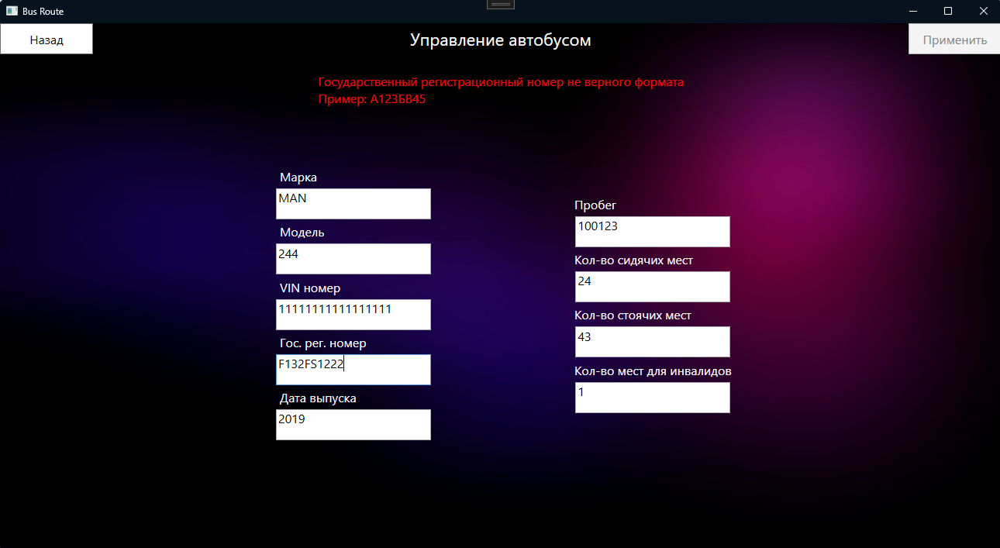 Bus Route
Назад
Управление автобусом
Применить
Государственный регистрационный номер не верного формата
Пример: А123БВ45
Марка
MAN
Модель
244
VIN номер
11111111111111111
Гос. рег. номер
F132FS1222
Дата выпуска
2019
Пробег
100123
Кол-во сидячих мест
24
Кол-во стоячих мест
43
Кол-во мест для инвалидов
1